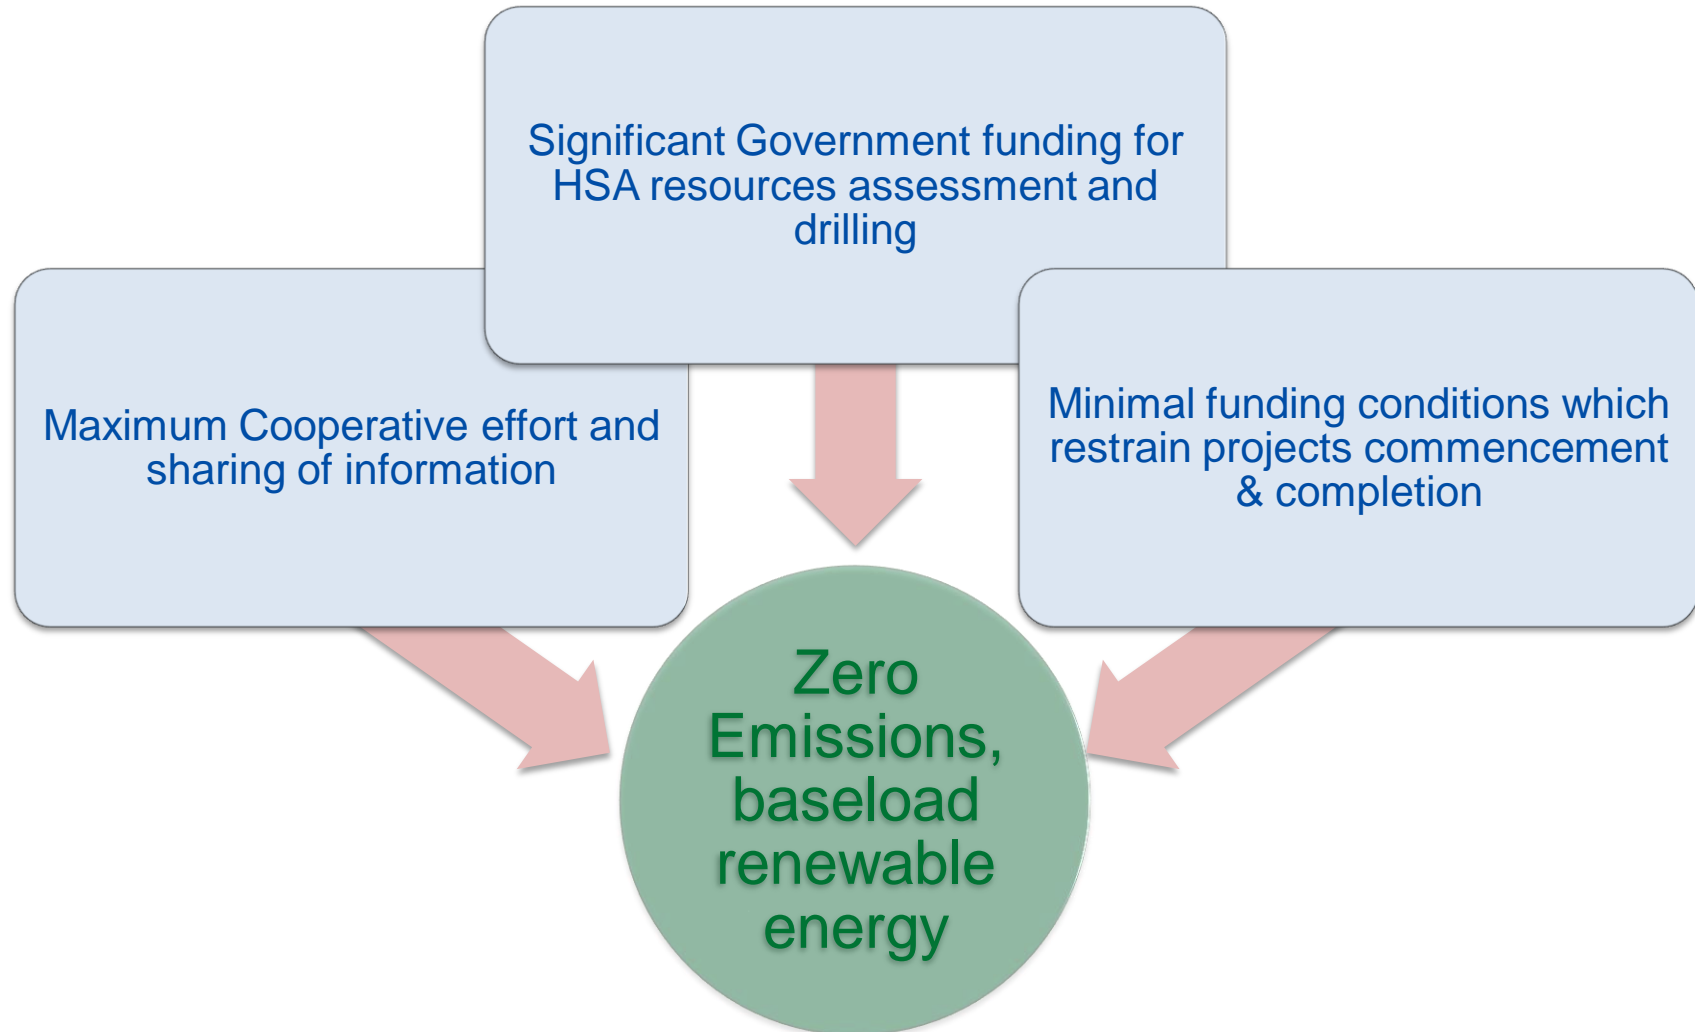 Significant Government funding for
HSA resources assessment and
drilling
Maximum Cooperative effort and
sharing of information
Minimal funding conditions which
restrain projects commencement
& completion
Zero
Emissions,
baseload
renewable
energy